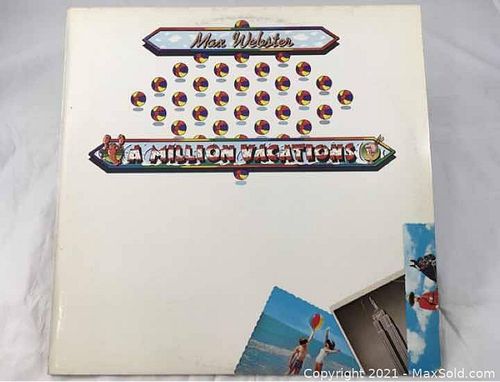 Max Webster
A MILLION VACATIONS
Copyright 2021 - MaxSold.com